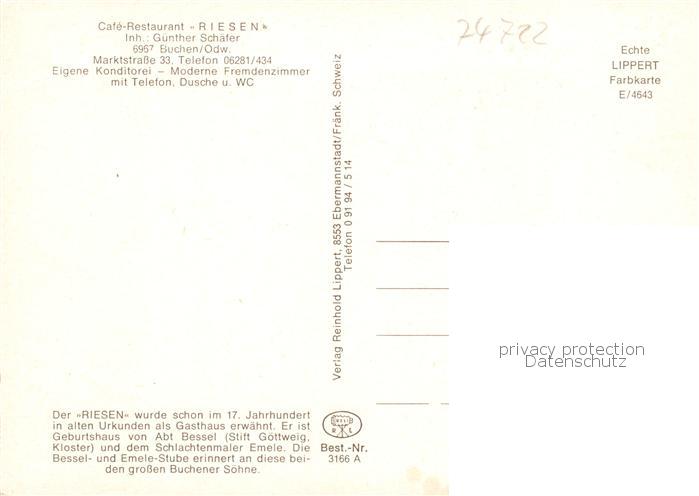 Café-Restaurant »RIESEN«
Inh.: Günther Schäfer
6967 Buchen/Odw.
Marktstraße 33, Telefon 06281/434
Eigene Konditorei – Moderne Fremdenzimmer
mit Telefon, Dusche u. WC
24722
Echte
LIPPERT
Farbkarte
E/4643
Verlag Reinhold Lippert, 8553 Ebermannstadt/Fränk. Schweiz
Telefon 0 91 94 / 5 14
privacy protection
Datenschutz
Der »RIESEN« wurde schon im 17. Jahrhundert
in alten Urkunden als Gasthaus erwähnt. Er ist
Geburtshaus von Abt Bessel (Stift Göttweig,
Kloster) und dem Schlachtenmaler Emele. Die
Bessel- und Emele-Stube erinnert an diese bei-
den großen Buchener Söhne.
R L
Best.-Nr.
3166 A